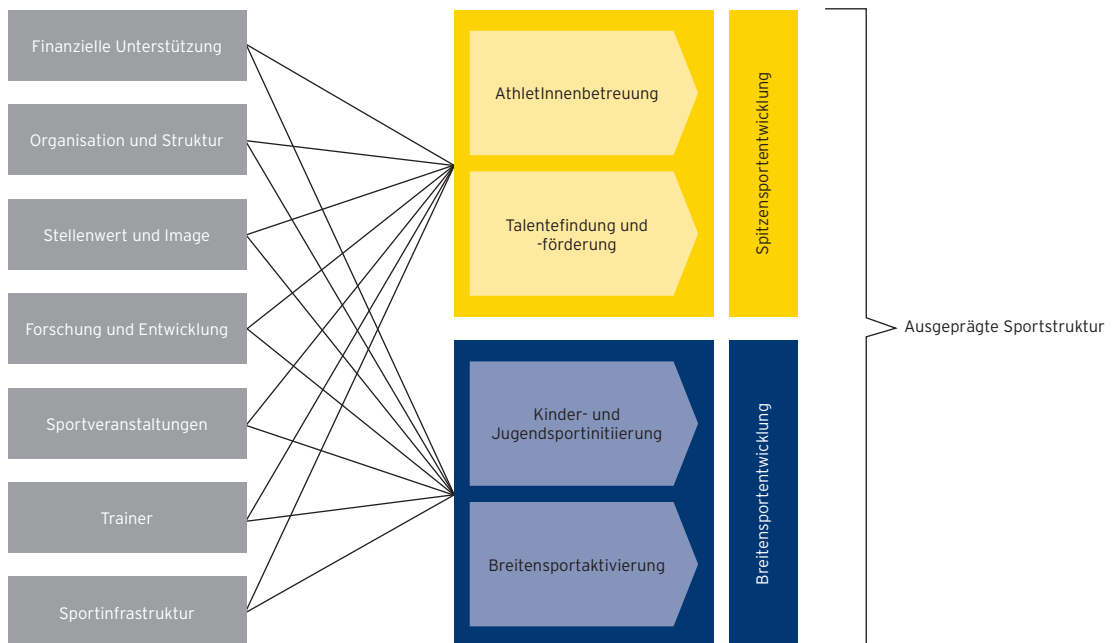 Finanzielle Unterstützung
Organisation und Struktur
Stellenwert und Image
Forschung und Entwicklung
Sportveranstaltungen
Trainer
Sportinfrastruktur
AthletInnenbetreuung
Talentefindung und
-förderung
Spitzensportentwicklung
Kinder- und
Jugendsportinitiierung
Breitensportaktivierung
Breitensportentwicklung
Ausgeprägte Sportstruktur